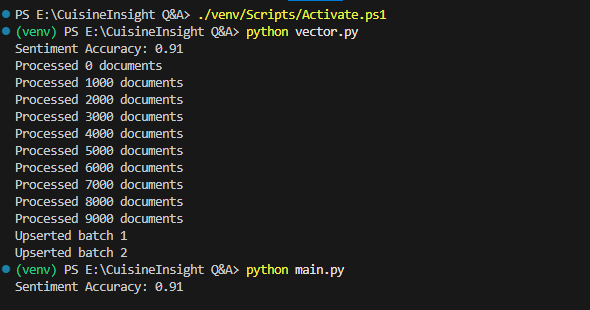 PS E:\CuisineInsight Q&A> ./venv/Scripts/Activate.ps1
(venv) PS E:\CuisineInsight Q&A> python vector.py
Sentiment Accuracy: 0.91
Processed 0 documents
Processed 1000 documents
Processed 2000 documents
Processed 3000 documents
Processed 4000 documents
Processed 5000 documents
Processed 6000 documents
Processed 7000 documents
Processed 8000 documents
Processed 9000 documents
Upserted batch 1
Upserted batch 2
(venv) PS E:\CuisineInsight Q&A> python main.py
Sentiment Accuracy: 0.91